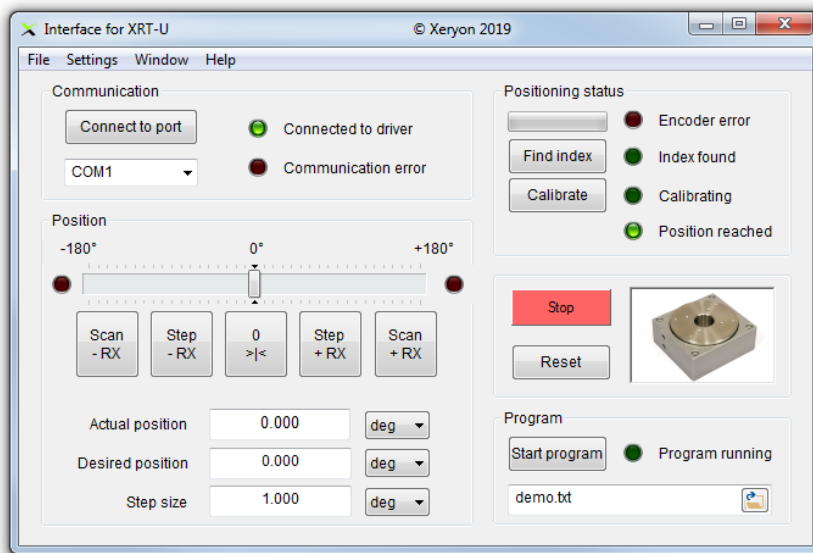 Interface for XRT-U © Xeryon 2019
File Settings Window Help
Communication
Connect to port
Connected to driver
COM1
Communication error
Positioning status
Encoder error
Find index
Index found
Calibrate
Calibrating
Position reached
Position
-180° 0° +180°
Scan
- RX
Step
- RX
0
>|<
Step
+ RX
Scan
+ RX
Actual position 0.000 deg
Desired position 0.000 deg
Step size 1.000 deg
Stop
Reset
Program
Start program
Program running
demo.txt